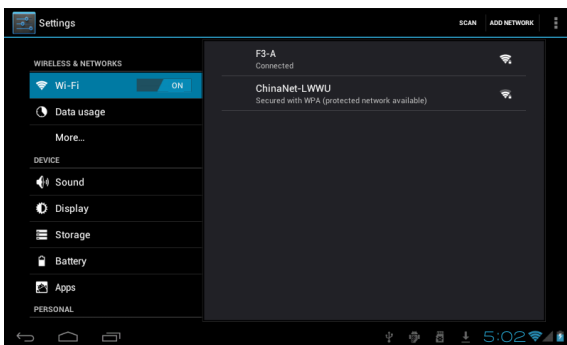 Settings
SCAN ADD NETWORK
WIRELESS & NETWORKS
Wi-Fi ON
Data usage
More...
DEVICE
Sound
Display
Storage
Battery
Apps
PERSONAL
F3-A
Connected
ChinaNet-LWWU
Secured with WPA (protected network available)
5:02